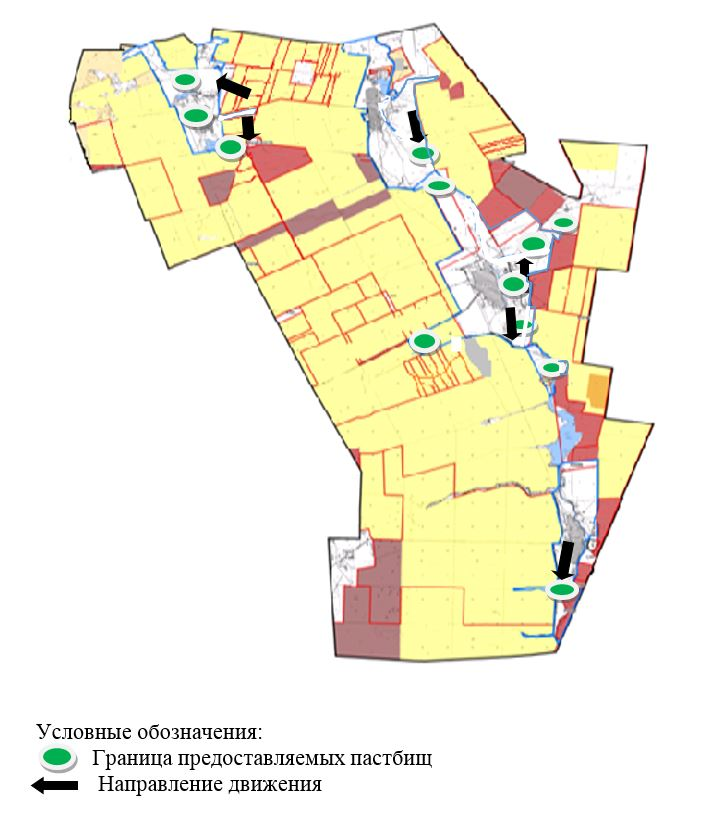 Условные обозначения:
Граница предоставляемых пастбищ
Направление движения